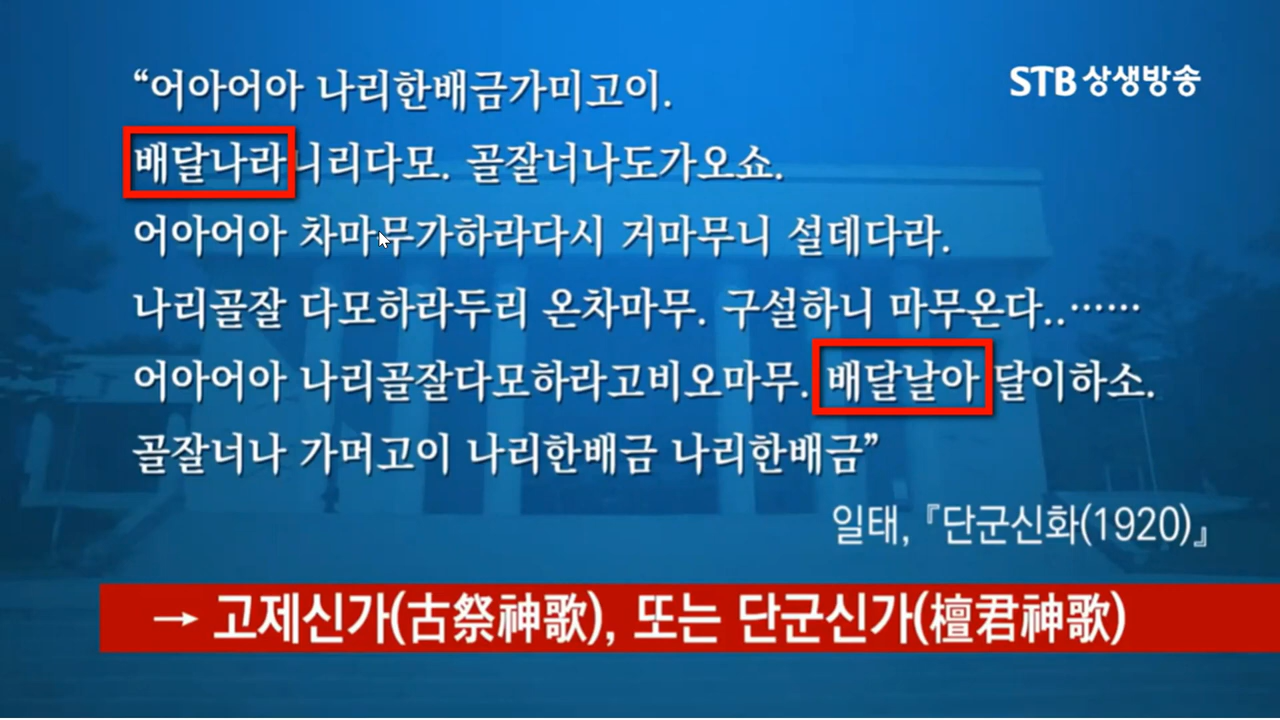 STB 상생방송
“어아어아 나리한배금가미고이.
배달나라니리다모. 골잘너나도가오쇼.
어아어아 차마무가하라다시 거마무니 설데다라.
나리골잘 다모하라두리 온차마무. 구설하니 마무온다..……
어아어아 나리골잘다모하라고비오마무. 배달날아 달이하소.
골잘너나 가머고이 나리한배금 나리한배금”
일태, 『단군신화(1920)』
→ 고제신가(古祭神歌), 또는 단군신가(檀君神歌)